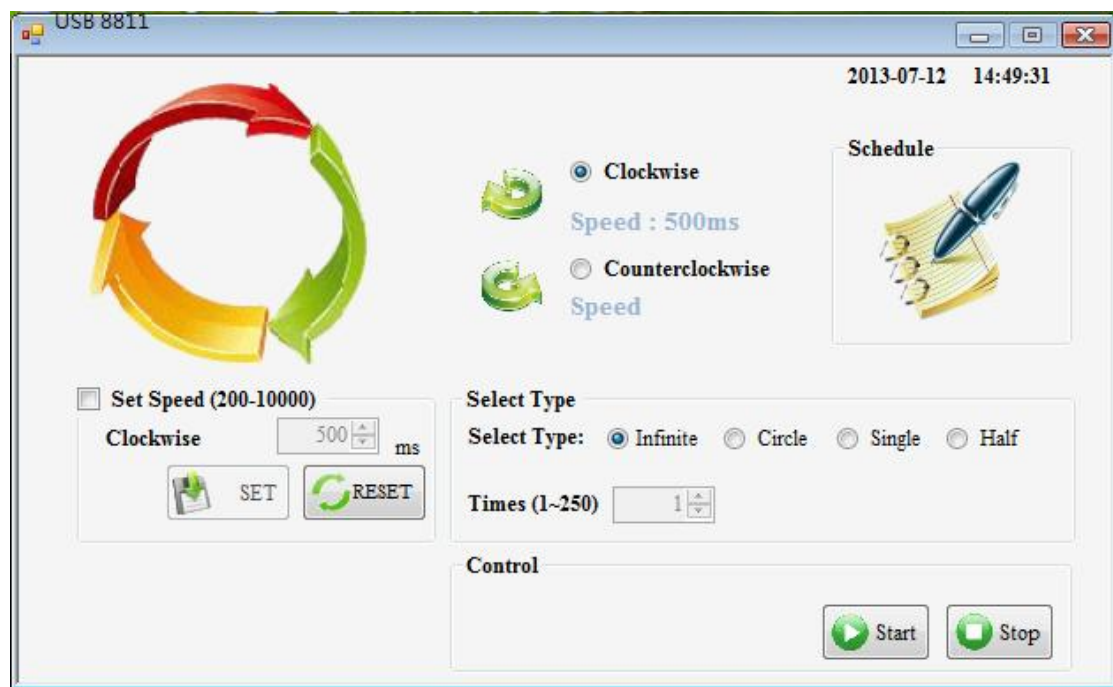 USB 8811
2013-07-12 14:49:31
Clockwise
Speed : 500ms
Counterclockwise
Speed
Schedule
Set Speed (200-10000)
Clockwise 500 ms
SET RESET
Select Type
Select Type: Infinite Circle Single Half
Times (1~250) 1
Control
Start Stop